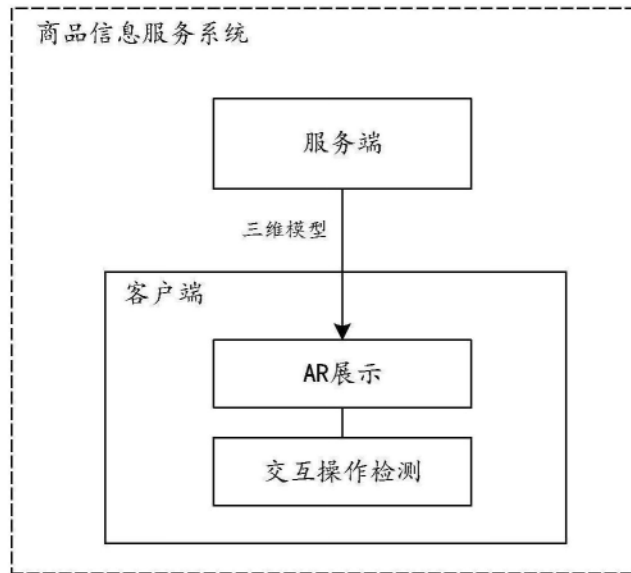 商品信息服务系统
服务端
三维模型
客户端
AR展示
交互操作检测